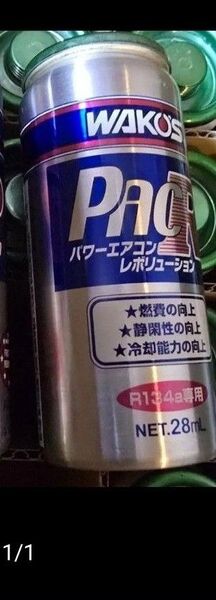 WAKO'S
PAC R
パワーエアコン
レボリューション
★燃費の向上
★静閑性の向上
★冷却能力の向上
R134a専用
NET.28mL
1/1